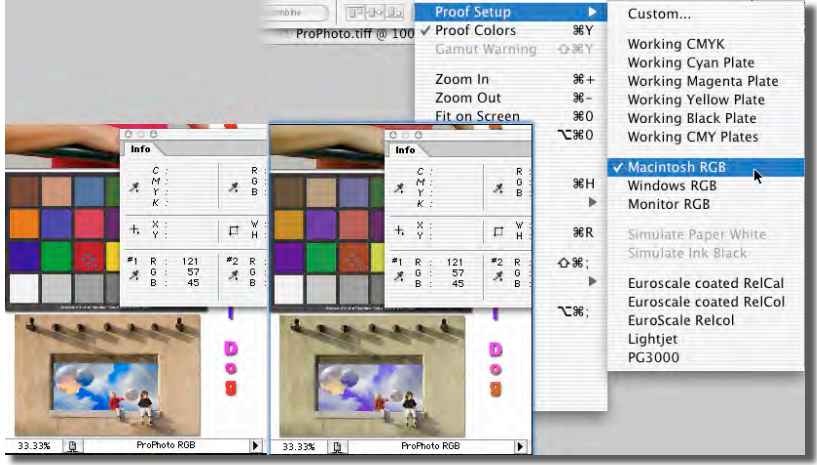 Combine
ProPhoto.tiff @ 100
Proof Setup
✓ Proof Colors ⌘Y
Gamut Warning ⇧⌘Y
Zoom In ⌘+
Zoom Out ⌘–
Fit on Screen ⌘0
⌥⌘0
⌘H
⌘R
⇧⌘;
⌥⌘;
Custom...
Working CMYK
Working Cyan Plate
Working Magenta Plate
Working Yellow Plate
Working Black Plate
Working CMY Plates
✓ Macintosh RGB
Windows RGB
Monitor RGB
Simulate Paper White
Simulate Ink Black
Euroscale coated RelCal
Euroscale coated RelCol
EuroScale Relcol
Lightjet
PG3000
Info
C :
M :
Y :
K :
R :
G :
B :
X :
Y :
W :
H :
#1 R : 121
G : 57
B : 45
#2 R :
G :
B :
Dog
33.33%
ProPhoto RGB
Info
C :
M :
Y :
K :
R :
G :
B :
X :
Y :
W :
H :
#1 R : 121
G : 57
B : 45
#2 R :
G :
B :
Dog
33.33%
ProPhoto RGB